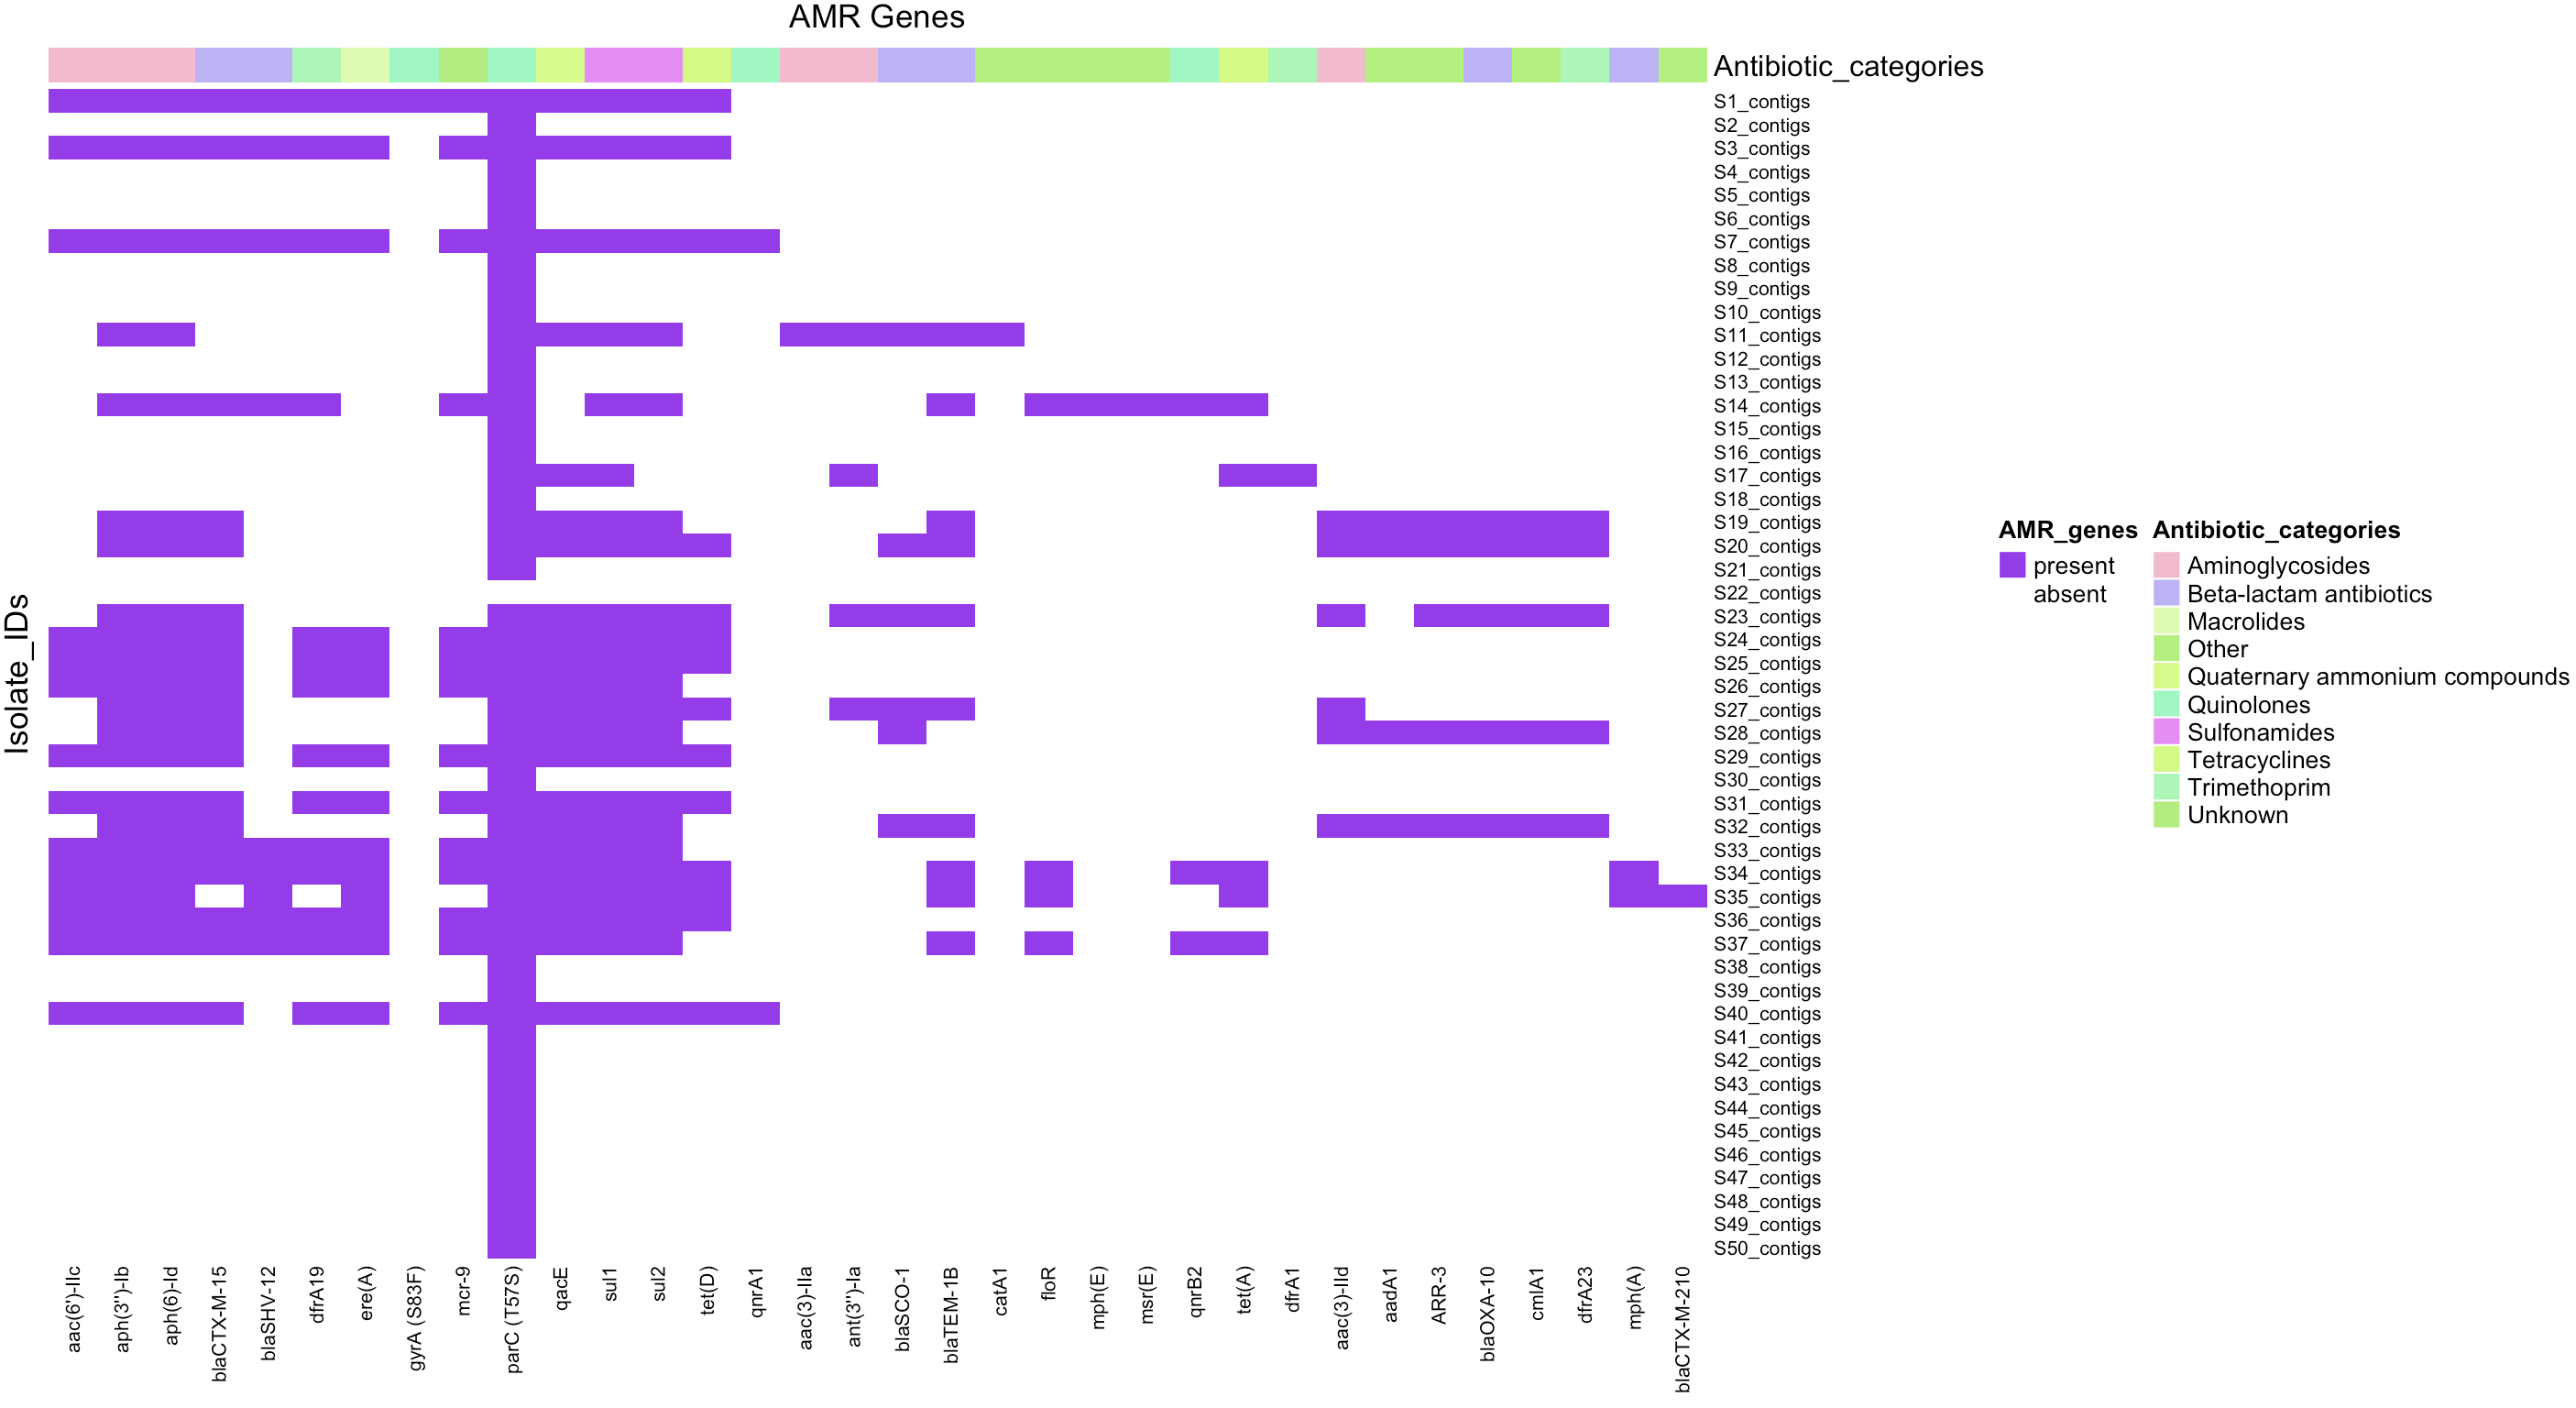 AMR Genes
Antibiotic_categories
S1_contigs
S2_contigs
S3_contigs
S4_contigs
S5_contigs
S6_contigs
S7_contigs
S8_contigs
S9_contigs
S10_contigs
S11_contigs
S12_contigs
S13_contigs
S14_contigs
S15_contigs
S16_contigs
S17_contigs
S18_contigs
S19_contigs
S20_contigs
S21_contigs
S22_contigs
S23_contigs
S24_contigs
S25_contigs
S26_contigs
S27_contigs
S28_contigs
S29_contigs
S30_contigs
S31_contigs
S32_contigs
S33_contigs
S34_contigs
S35_contigs
S36_contigs
S37_contigs
S38_contigs
S39_contigs
S40_contigs
S41_contigs
S42_contigs
S43_contigs
S44_contigs
S45_contigs
S46_contigs
S47_contigs
S48_contigs
S49_contigs
S50_contigs
Isolate_IDs
aac(6')-IIc
aph(3'')-Ib
aph(6)-Id
blaCTX-M-15
blaSHV-12
dfrA19
ere(A)
gyrA (S83F)
mcr-9
parC (T57S)
qacE
sul1
sul2
tet(D)
qnrA1
aac(3)-IIa
ant(3'')-Ia
blaSCO-1
blaTEM-1B
catA1
floR
mph(E)
msr(E)
qnrB2
tet(A)
dfrA1
aac(3)-IId
aadA1
ARR-3
blaOXA-10
cmlA1
dfrA23
mph(A)
blaCTX-M-210
AMR_genes
present
absent
Antibiotic_categories
Aminoglycosides
Beta-lactam antibiotics
Macrolides
Other
Quaternary ammonium compounds
Quinolones
Sulfonamides
Tetracyclines
Trimethoprim
Unknown